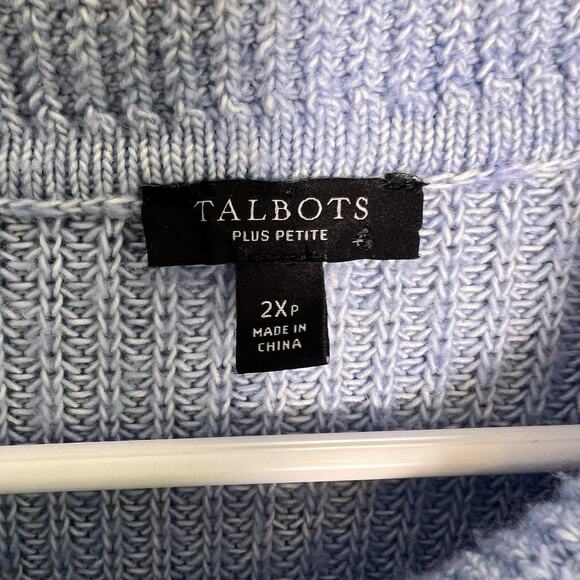 TALBOTS
PLUS PETITE
2XP
MADE IN
CHINA